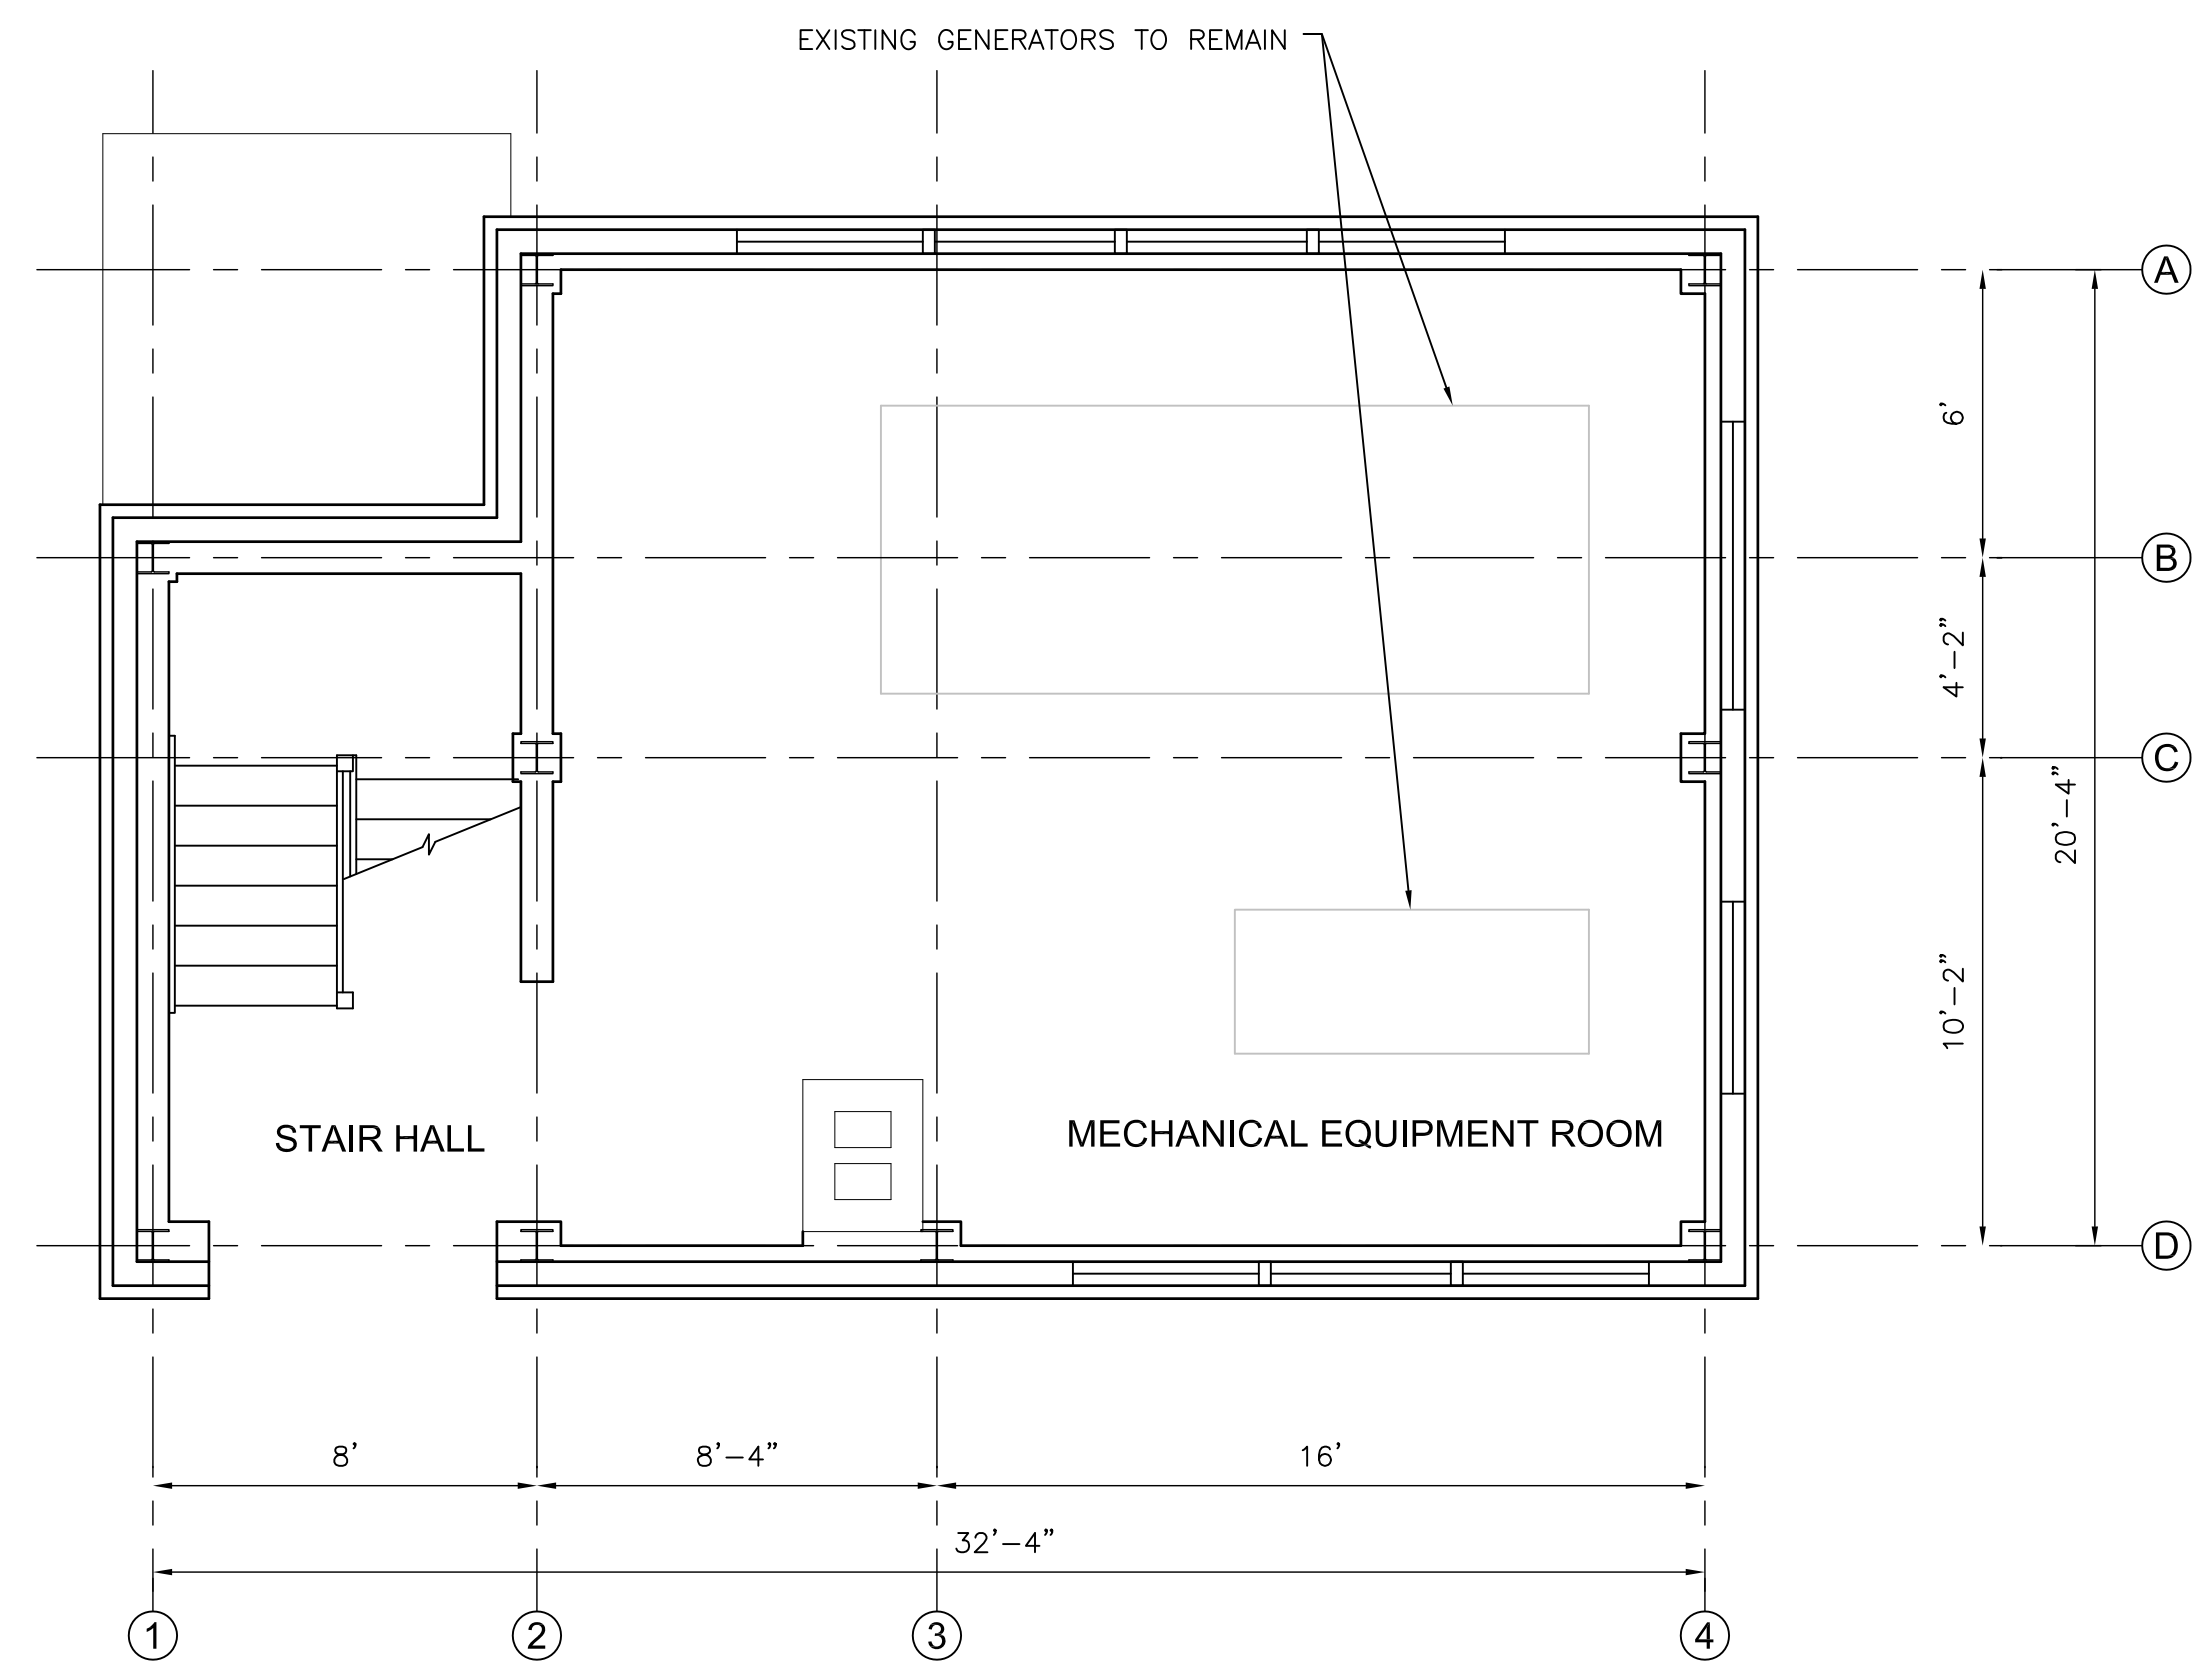 EXISTING GENERATORS TO REMAIN
A
6'
B
4'-2"
C
20'-4"
10'-2"
STAIR HALL
MECHANICAL EQUIPMENT ROOM
D
8'
8'-4"
16'
32'-4"
1
2
3
4